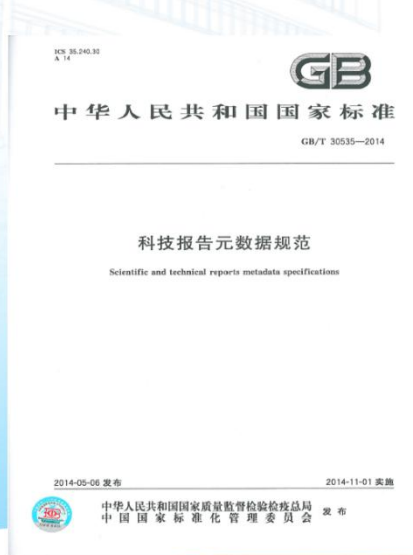 ICS 35.240.30
A 14
GB
中华人民共和国国家标准
GB/T 30535—2014
科技报告元数据规范
Scientific and technical reports metadata specifications
2014-05-06 发布
2014-11-01 实施
中华人民共和国国家质量监督检验检疫总局
中国国家标准化管理委员会
发布